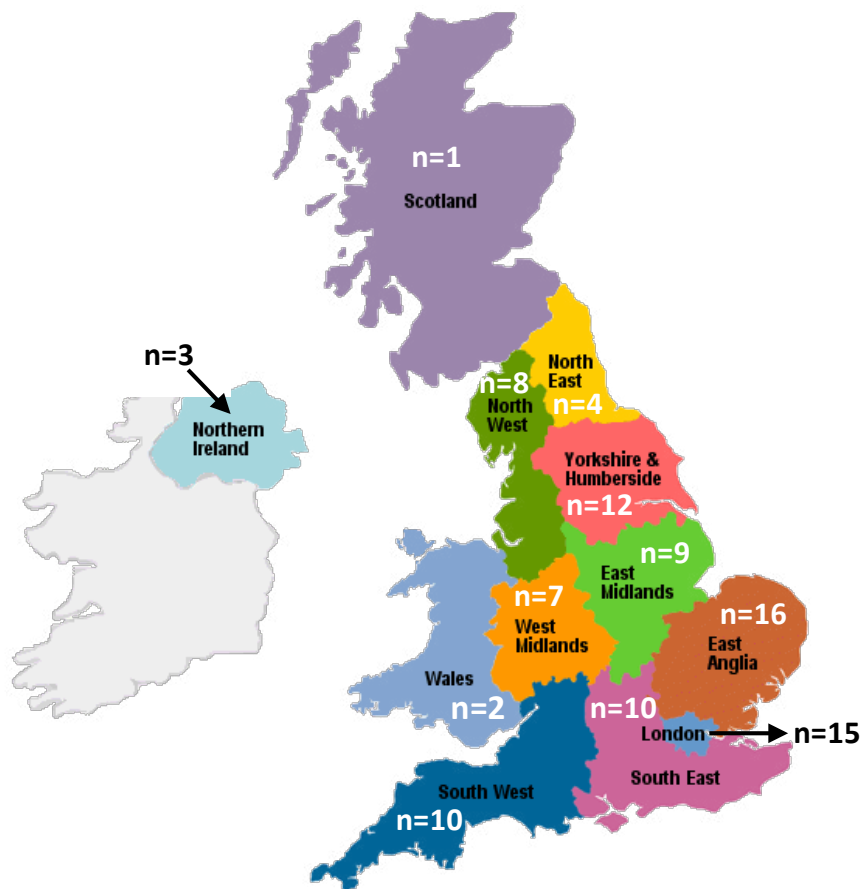 n=1
Scotland
n=3
Northern
Ireland
North
East
n=4
n=8
North
West
Yorkshire &
Humberside
n=12
n=9
East
Midlands
n=7
West
Midlands
n=16
East
Anglia
Wales
n=2
n=10
London
n=15
South East
South West
n=10